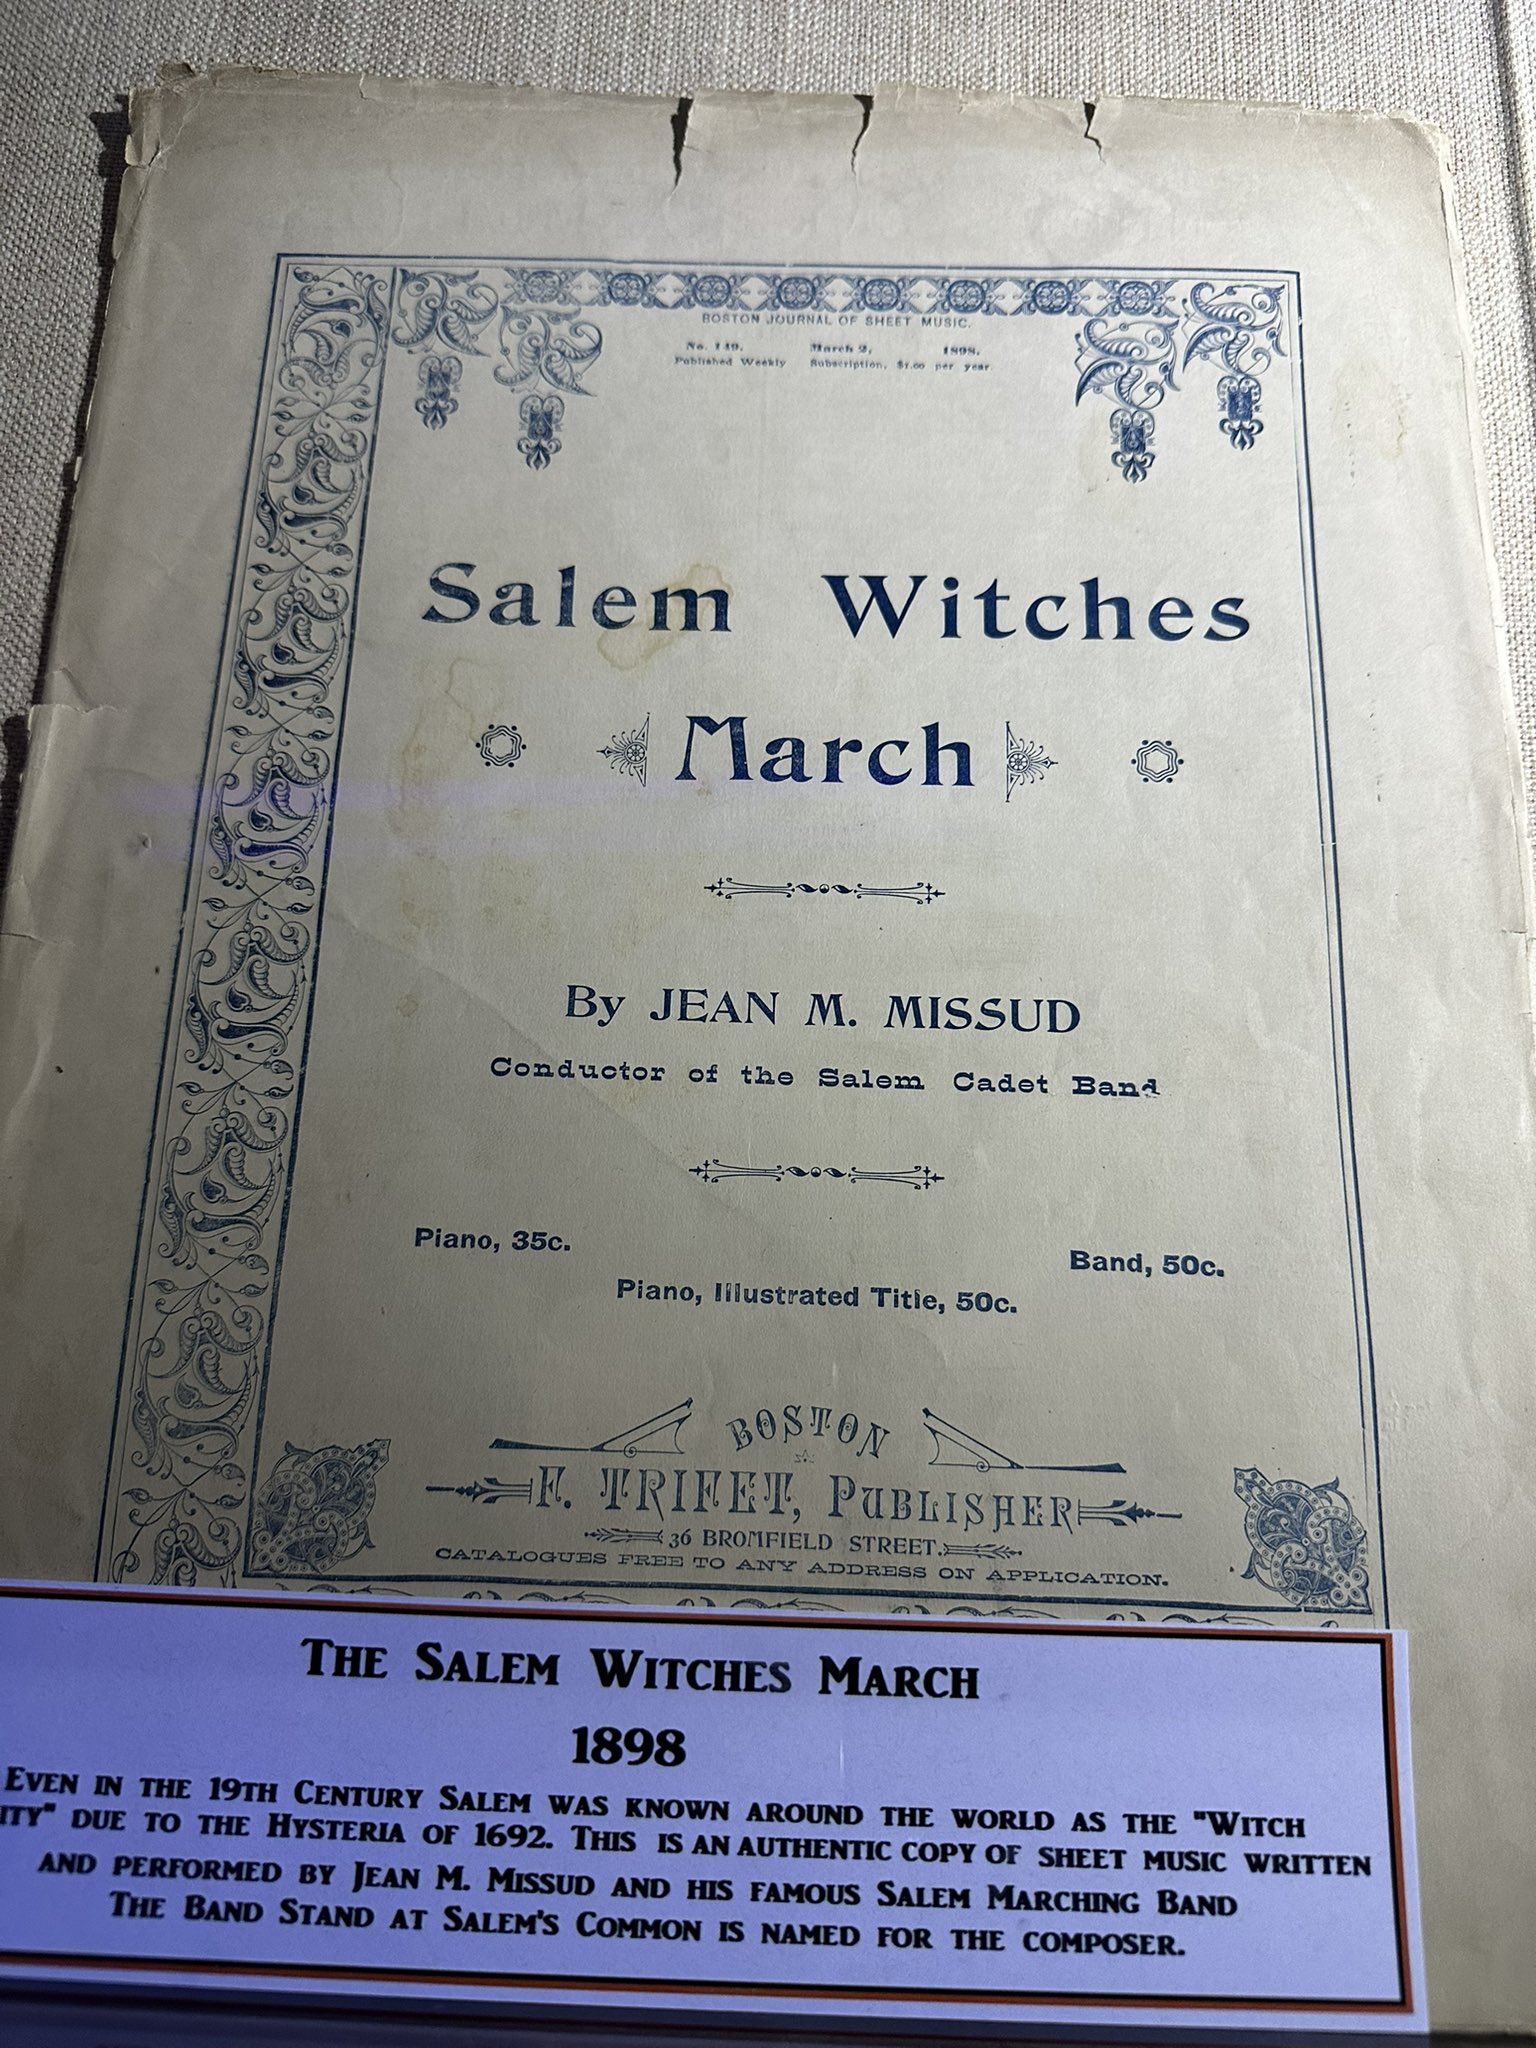 BOSTON JOURNAL OF SHEET MUSIC.
No. 149. March 2, 1898.
Published Weekly Subscription, $7.00 per year.
Salem Witches
March
By JEAN M. MISSUD
Conductor of the Salem Cadet Band
Piano, 35c. Band, 50c.
Piano, Illustrated Title, 50c.
BOSTON
F. TRIFET, PUBLISHER
36 BROMFIELD STREET.
CATALOGUES FREE TO ANY ADDRESS ON APPLICATION.
THE SALEM WITCHES MARCH
1898
EVEN IN THE 19TH CENTURY SALEM WAS KNOWN AROUND THE WORLD AS THE "WITCH
ITY" DUE TO THE HYSTERIA OF 1692. THIS IS AN AUTHENTIC COPY OF SHEET MUSIC WRITTEN
AND PERFORMED BY JEAN M. MISSUD AND HIS FAMOUS SALEM MARCHING BAND
THE BAND STAND AT SALEM'S COMMON IS NAMED FOR THE COMPOSER.